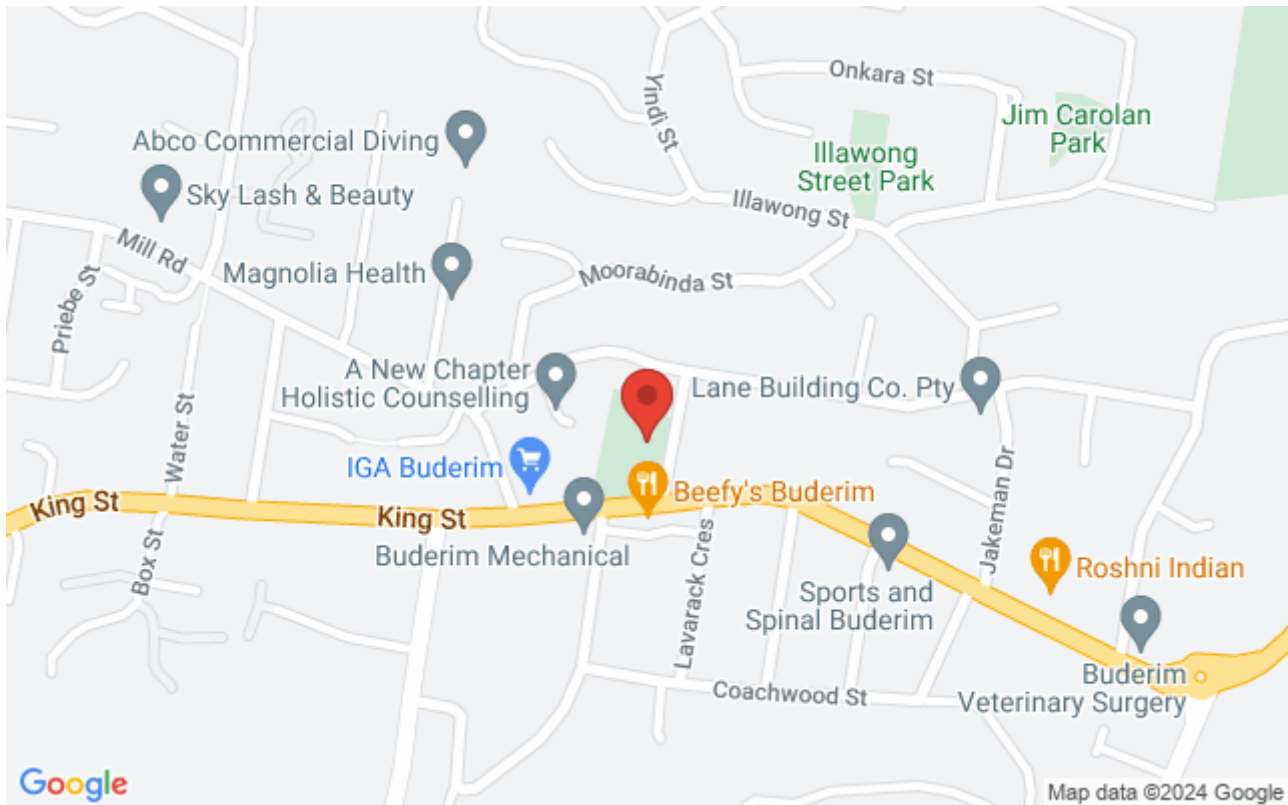 Onkara St
Yindi St
Jim Carolan
Park
Abco Commercial Diving
Illawong
Street Park
Sky Lash & Beauty
Illawong St
Mill Rd
Magnolia Health
Moorabinda St
Priebe St
A New Chapter
Holistic Counselling
Lane Building Co. Pty
Water St
IGA Buderim
Beefy's Buderim
King St
King St
Jakeman Dr
Buderim Mechanical
Box St
Roshni Indian
Sports and
Spinal Buderim
Lavarack Cres
Coachwood St
Buderim
Veterinary Surgery
Google
Map data ©2024 Google